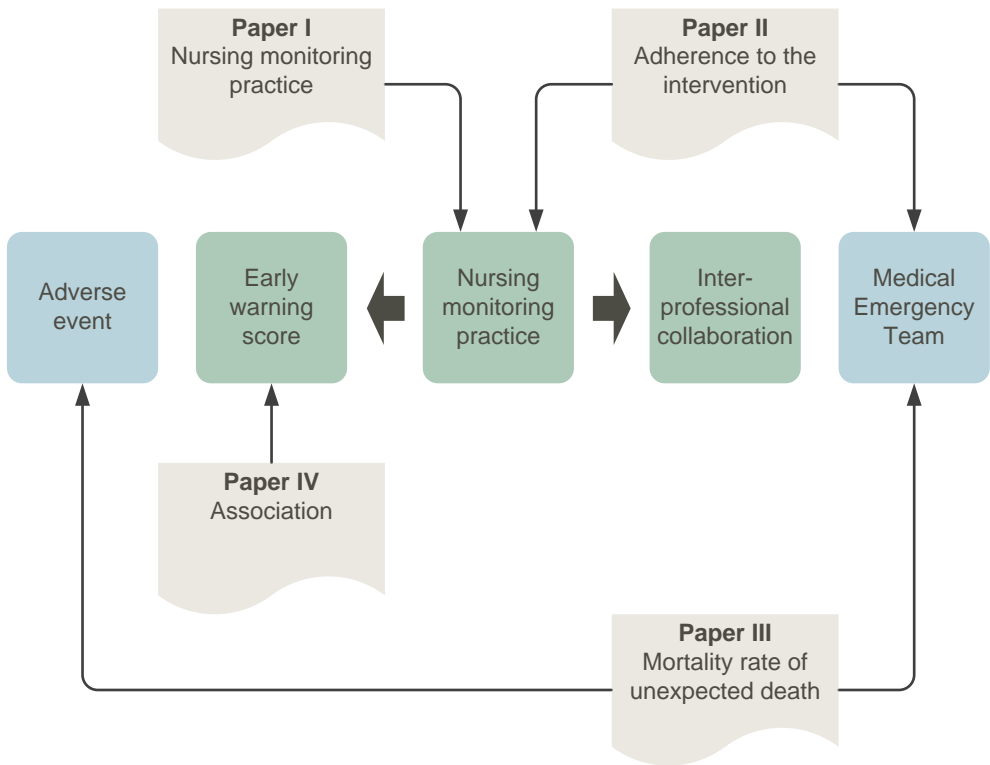 Paper I
Nursing monitoring
practice
Paper II
Adherence to the
intervention
Adverse
event
Early
warning
score
Nursing
monitoring
practice
Inter-
professional
collaboration
Medical
Emergency
Team
Paper IV
Association
Paper III
Mortality rate of
unexpected death